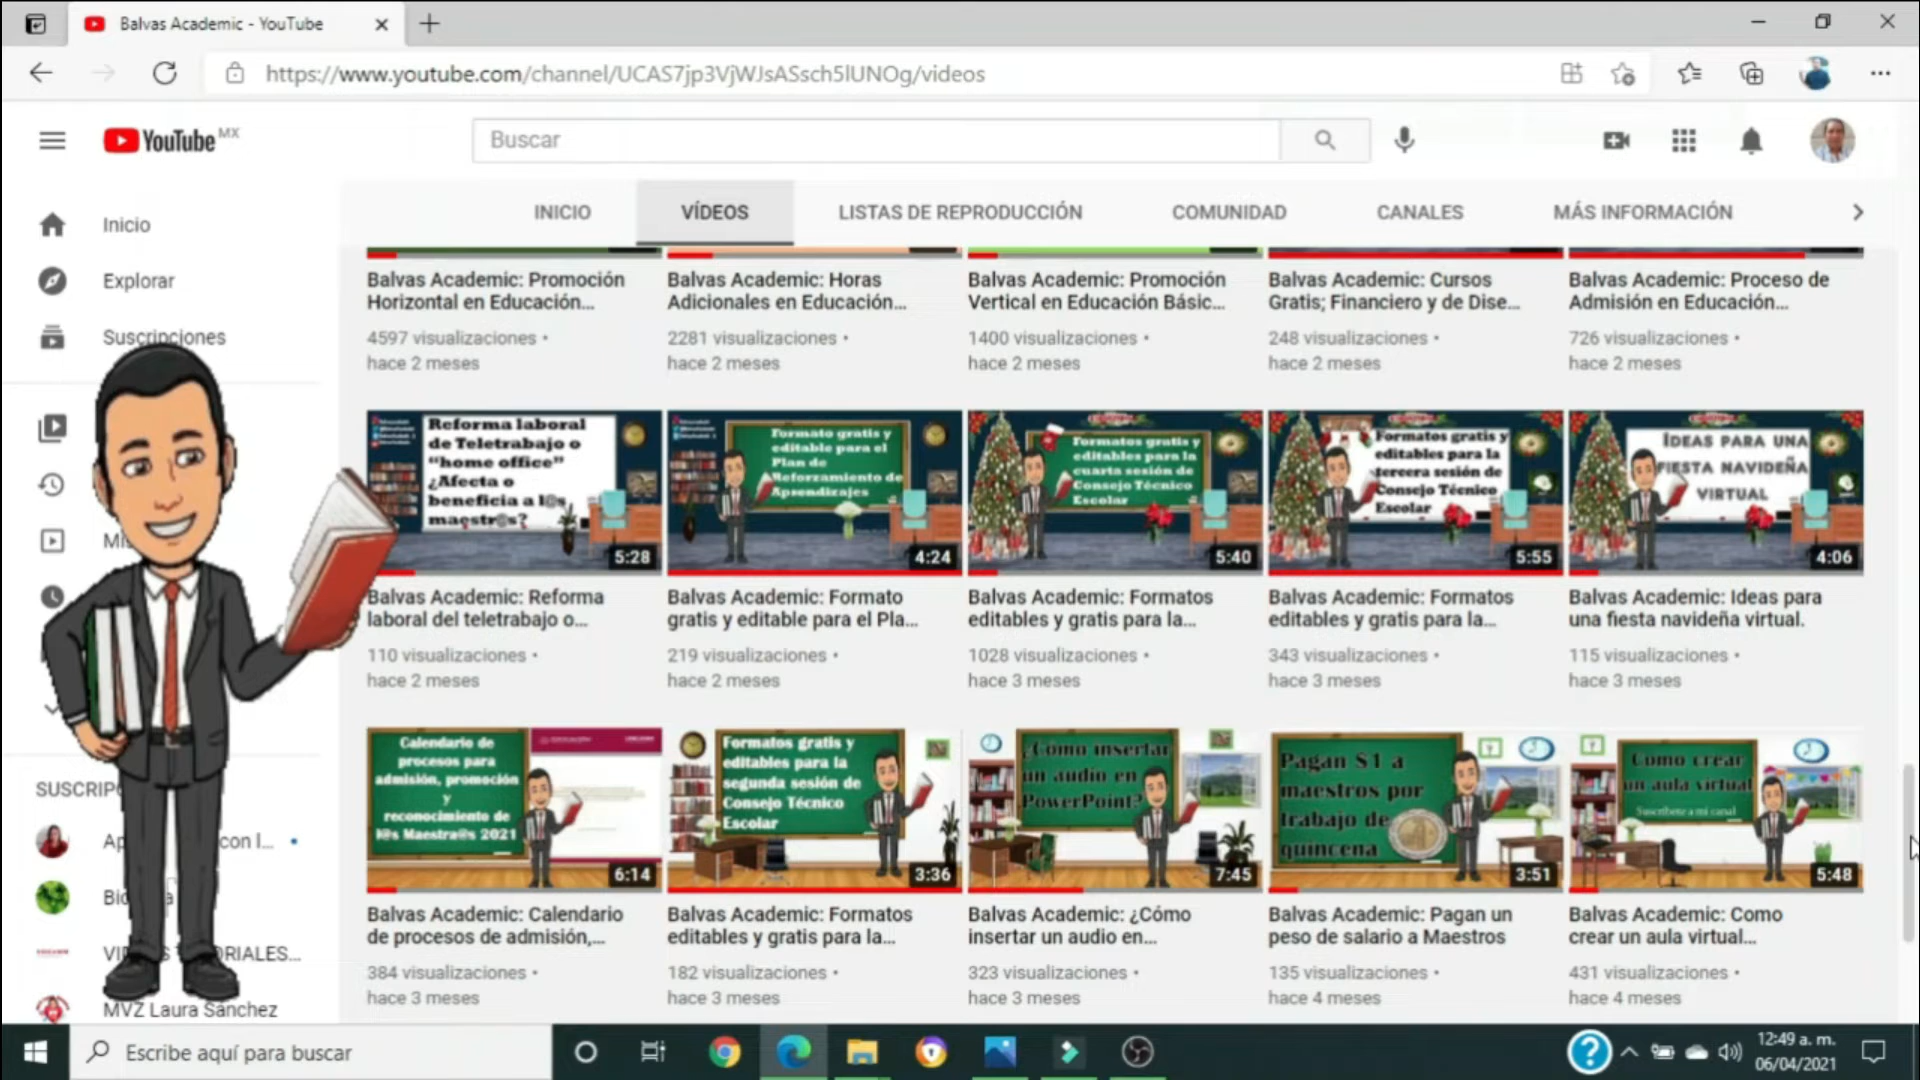 Balvas Academic - YouTube
https://www.youtube.com/channel/UCAS7jp3VjWJsASsch5lUNOg/videos
YouTube MX
Buscar
INICIO
VÍDEOS
LISTAS DE REPRODUCCIÓN
COMUNIDAD
CANALES
MÁS INFORMACIÓN
Inicio
Explorar
Suscripciones
SUSCRIP
con l...
MVZ Laura Sánchez
Balvas Academic: Promoción
Horizontal en Educación...
4597 visualizaciones •
hace 2 meses
Balvas Academic: Horas
Adicionales en Educación...
2281 visualizaciones •
hace 2 meses
Balvas Academic: Promoción
Vertical en Educación Básic...
1400 visualizaciones •
hace 2 meses
Balvas Academic: Cursos
Gratis; Financiero y de Dise...
248 visualizaciones •
hace 2 meses
Balvas Academic: Proceso de
Admisión en Educación...
726 visualizaciones •
hace 2 meses
Reforma laboral
de Teletrabajo o
"home office"
¿Afecta o
beneficia a l@s
maestr@s?
5:28
Balvas Academic: Reforma
laboral del teletrabajo o...
110 visualizaciones •
hace 2 meses
Formato gratis y
editable para el
Plan de
Reforzamiento de
Aprendizajes
4:24
Balvas Academic: Formato
gratis y editable para el Pla...
219 visualizaciones •
hace 2 meses
Formatos gratis y
editables para la
cuarta sesión de
Consejo Técnico
Escolar
5:40
Balvas Academic: Formatos
editables y gratis para la...
1028 visualizaciones •
hace 3 meses
Formatos gratis y
editables para la
tercera sesión de
Consejo Técnico
Escolar
5:55
Balvas Academic: Formatos
editables y gratis para la...
343 visualizaciones •
hace 3 meses
IDEAS PARA UNA
FIESTA NAVIDEÑA
VIRTUAL
4:06
Balvas Academic: Ideas para
una fiesta navideña virtual.
115 visualizaciones •
hace 3 meses
Calendario de
procesos para
admisión, promoción
y
reconocimiento de
l@s Maestra@s 2021
6:14
Balvas Academic: Calendario
de procesos de admisión,...
384 visualizaciones •
hace 3 meses
Formatos gratis y
editables para la
segunda sesión de
Consejo Técnico
Escolar
3:36
Balvas Academic: Formatos
editables y gratis para la...
182 visualizaciones •
hace 3 meses
¿Como insertar
un audio en
PowerPoint?
7:45
Balvas Academic: ¿Cómo
insertar un audio en...
323 visualizaciones •
hace 3 meses
Pagan $1 a
maestros por
trabajo de
quincena
3:51
Balvas Academic: Pagan un
peso de salario a Maestros
135 visualizaciones •
hace 4 meses
Como crear
un aula virtual
Suscribete a mi canal
5:48
Balvas Academic: Como
crear un aula virtual...
431 visualizaciones •
hace 4 meses
Escribe aquí para buscar
12:49 a. m.
06/04/2021